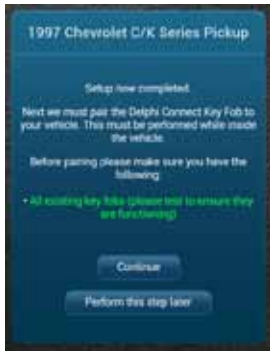 1997 Chevrolet C/K Series Pickup
Setup now completed.
Next we must pair the Delphi Connect Key Fob to
your vehicle. This must be performed while inside
the vehicle.
Before pairing please make sure you have the
following:
• All existing key fobs (please test to ensure they
are functioning)
Continue
Perform this step later